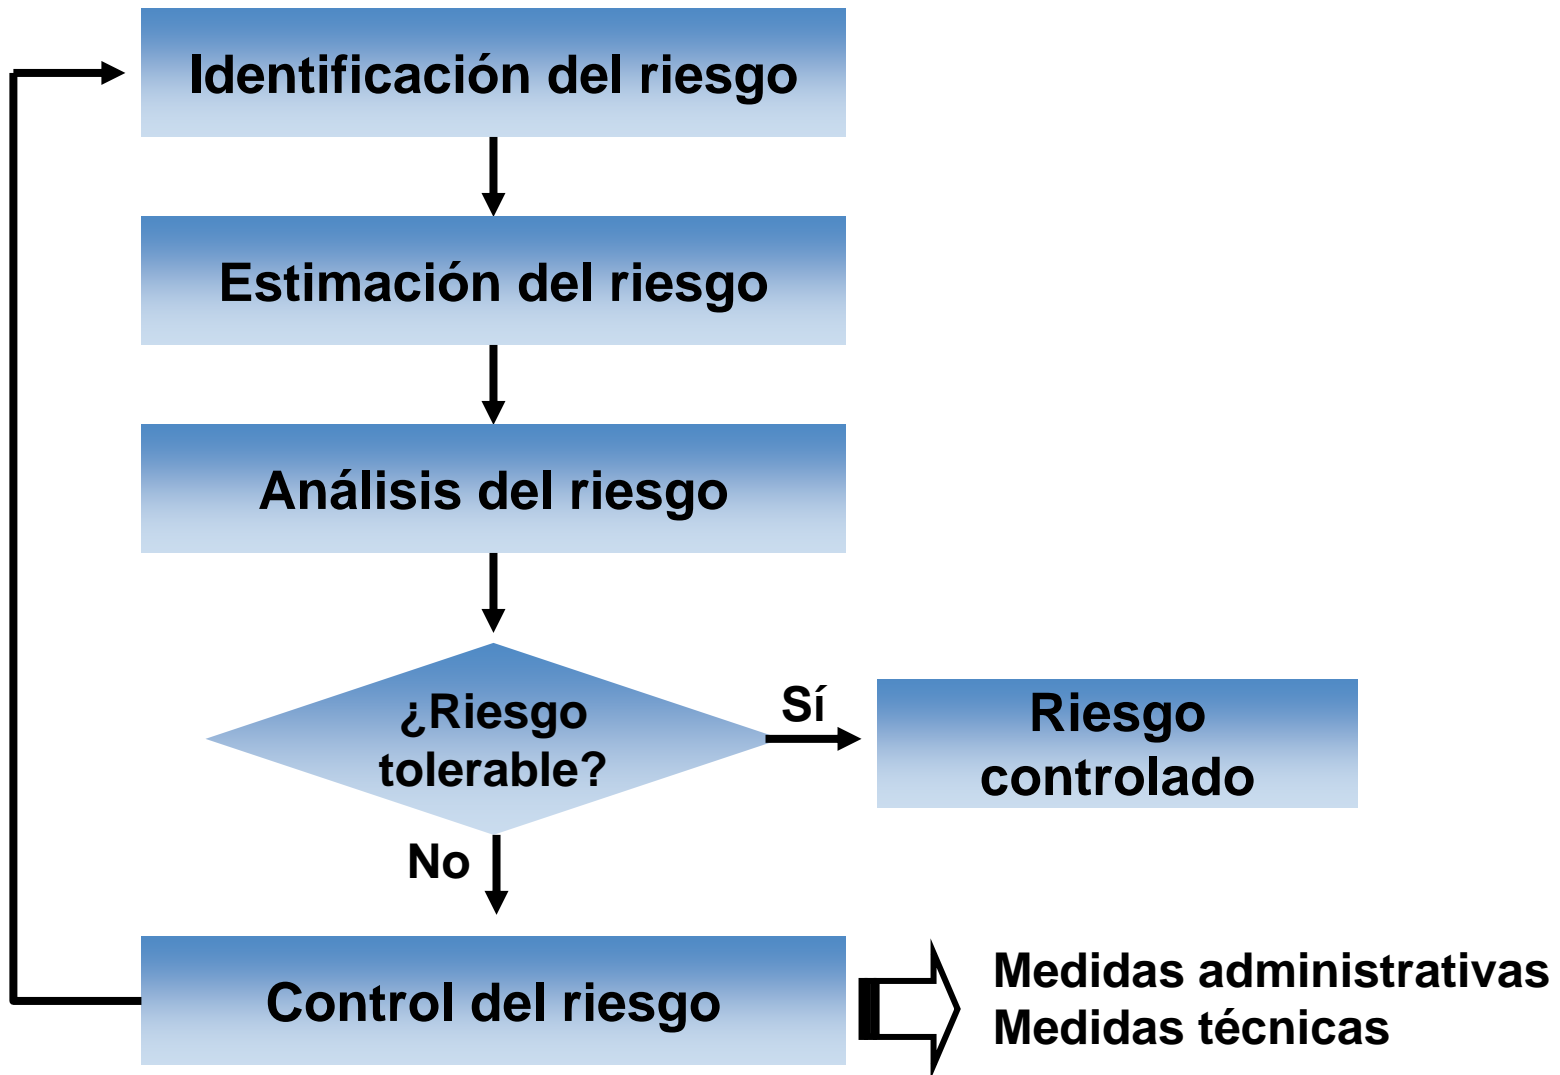 Identificación del riesgo
Estimación del riesgo
Análisis del riesgo
¿Riesgo
tolerable?
Sí
Riesgo
controlado
No
Control del riesgo
Medidas administrativas
Medidas técnicas